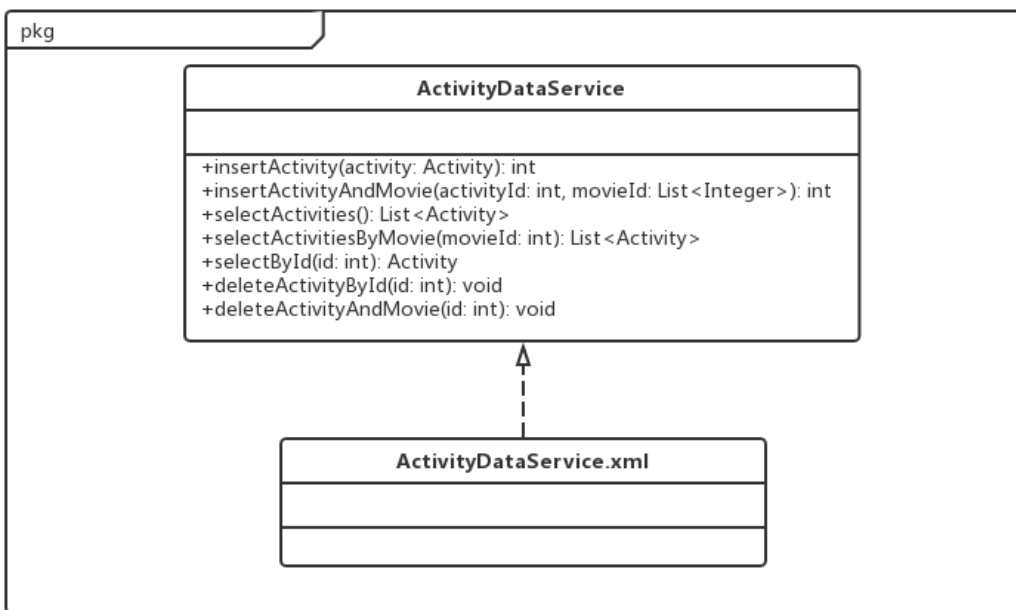 pkg
ActivityDataService
+insertActivity(activity: Activity): int
+insertActivityAndMovie(activityId: int, movieId: List<Integer>): int
+selectActivities(): List<Activity>
+selectActivitiesByMovie(movieId: int): List<Activity>
+selectById(id: int): Activity
+deleteActivityById(id: int): void
+deleteActivityAndMovie(id: int): void
ActivityDataService.xml